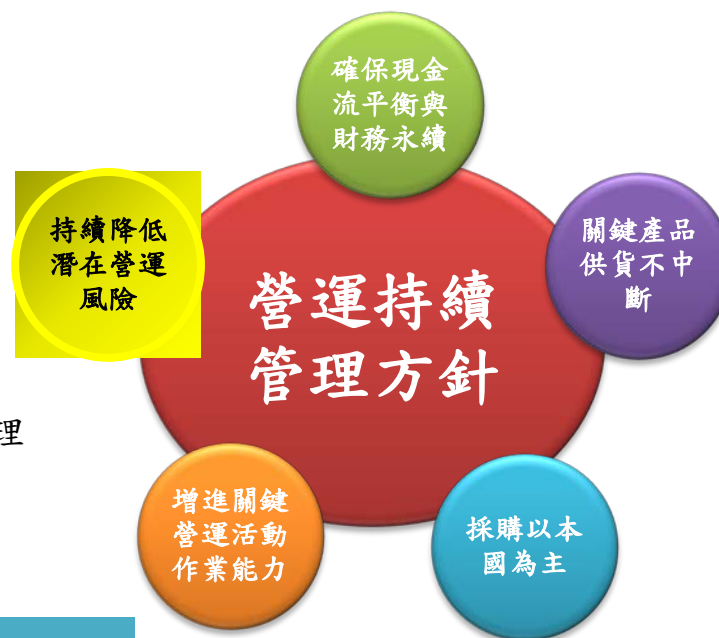 確保現金
流平衡與
財務永續
持續降低
潛在營運
風險
關鍵產品
供貨不中
斷
營運持續
管理方針
理
增進關鍵
營運活動
作業能力
採購以本
國為主